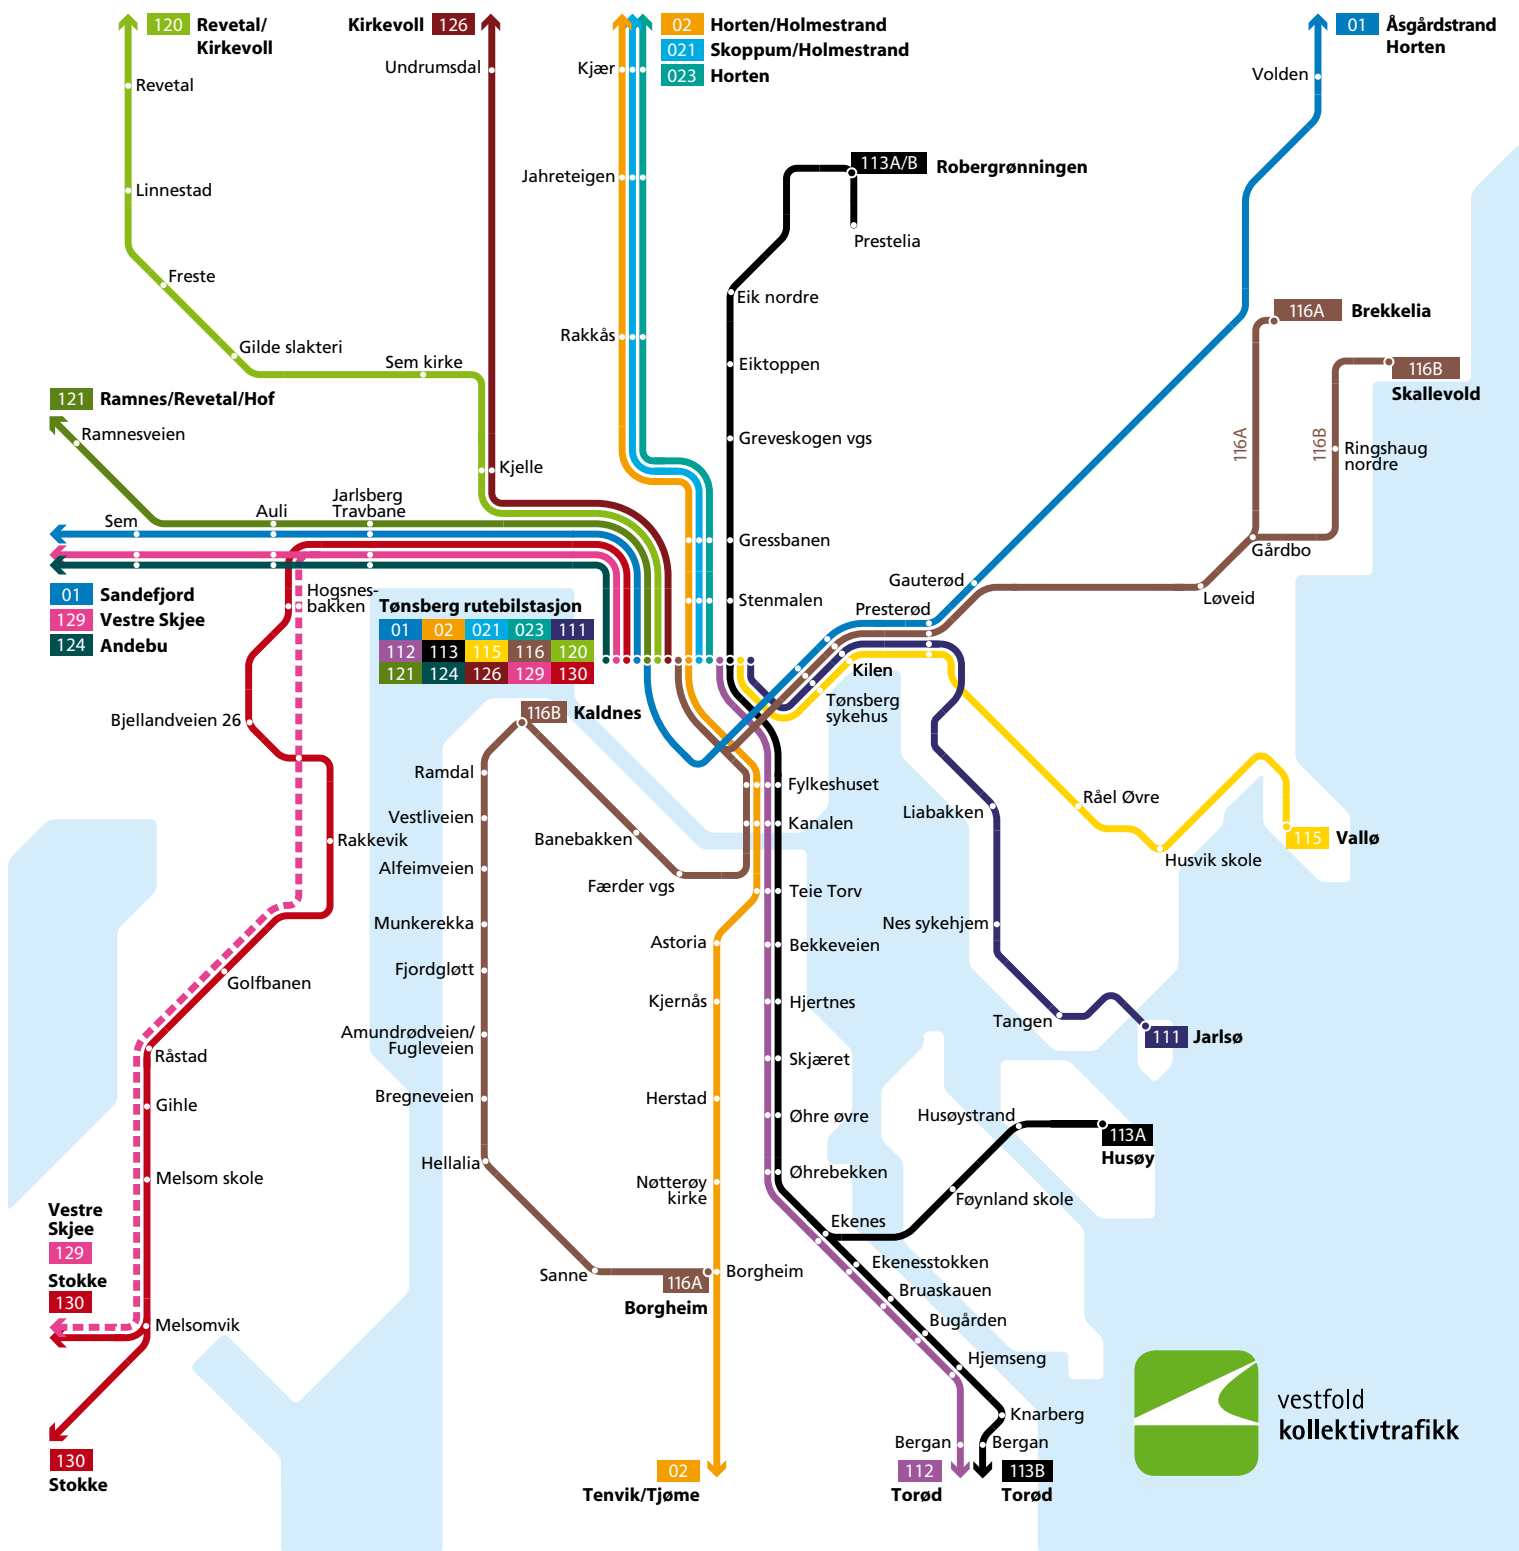 120
Revetal/
Kirkevoll
Kirkevoll
126
02
Horten/Holmestrand
021
Skoppum/Holmestrand
023
Horten
01
Åsgårdstrand
Horten
Undrumsdal
Kjær
Volden
Revetal
113A/B
Robergrønningen
Jahreteigen
Linnestad
Prestelia
Freste
Eik nordre
116A
Brekkelia
Rakkås
Gilde slakteri
Sem kirke
Eiktoppen
116B
Skallevold
121
Ramnes/Revetal/Hof
Ramnesveien
Greveskogen vgs
116A
116B
Ringshaug
nordre
Kjelle
Jarlsberg
Travbane
Auli
Sem
Gressbanen
Gårdbo
Gauterød
Løveid
01
Sandefjord
129
Vestre Skjee
124
Andebu
Hogsnes-
bakken
Tønsberg rutebilstasjon
01 02 021 023 111
112 113 115 116 120
121 124 126 129 130
Stenmalen
Presterød
Kilen
Tønsberg
sykehus
Bjellandveien 26
116B
Kaldnes
Ramdal
Fylkeshuset
Vestliveien
Kanalen
Banebakken
Råel Øvre
Liabakken
Rakkevik
115
Vallø
Husvik skole
Alfeimveien
Færder vgs
Teie Torv
Munkerekka
Nes sykehjem
Astoria
Bekkeveien
Fjordgløtt
Golfbanen
Kjernås
Hjertnes
Tangen
Amundrødveien/
Fugleveien
111
Jarlsø
Råstad
Skjæret
Gihle
Bregneveien
Herstad
Øhre øvre
Husøystrand
113A
Husøy
Hellalia
Melsom skole
Nøtterøy
kirke
Øhrebekken
Føynland skole
Vestre
Skjee
129
Ekenes
Ekenesstokken
Stokke
130
Sanne
116A
Borgheim
Borgheim
Bruaskauen
Bugården
Melsomvik
Hjemseng
Knarberg
130
Stokke
02
Tenvik/Tjøme
Bergan
112
Torød
Bergan
113B
Torød
vestfold
kollektivtrafikk